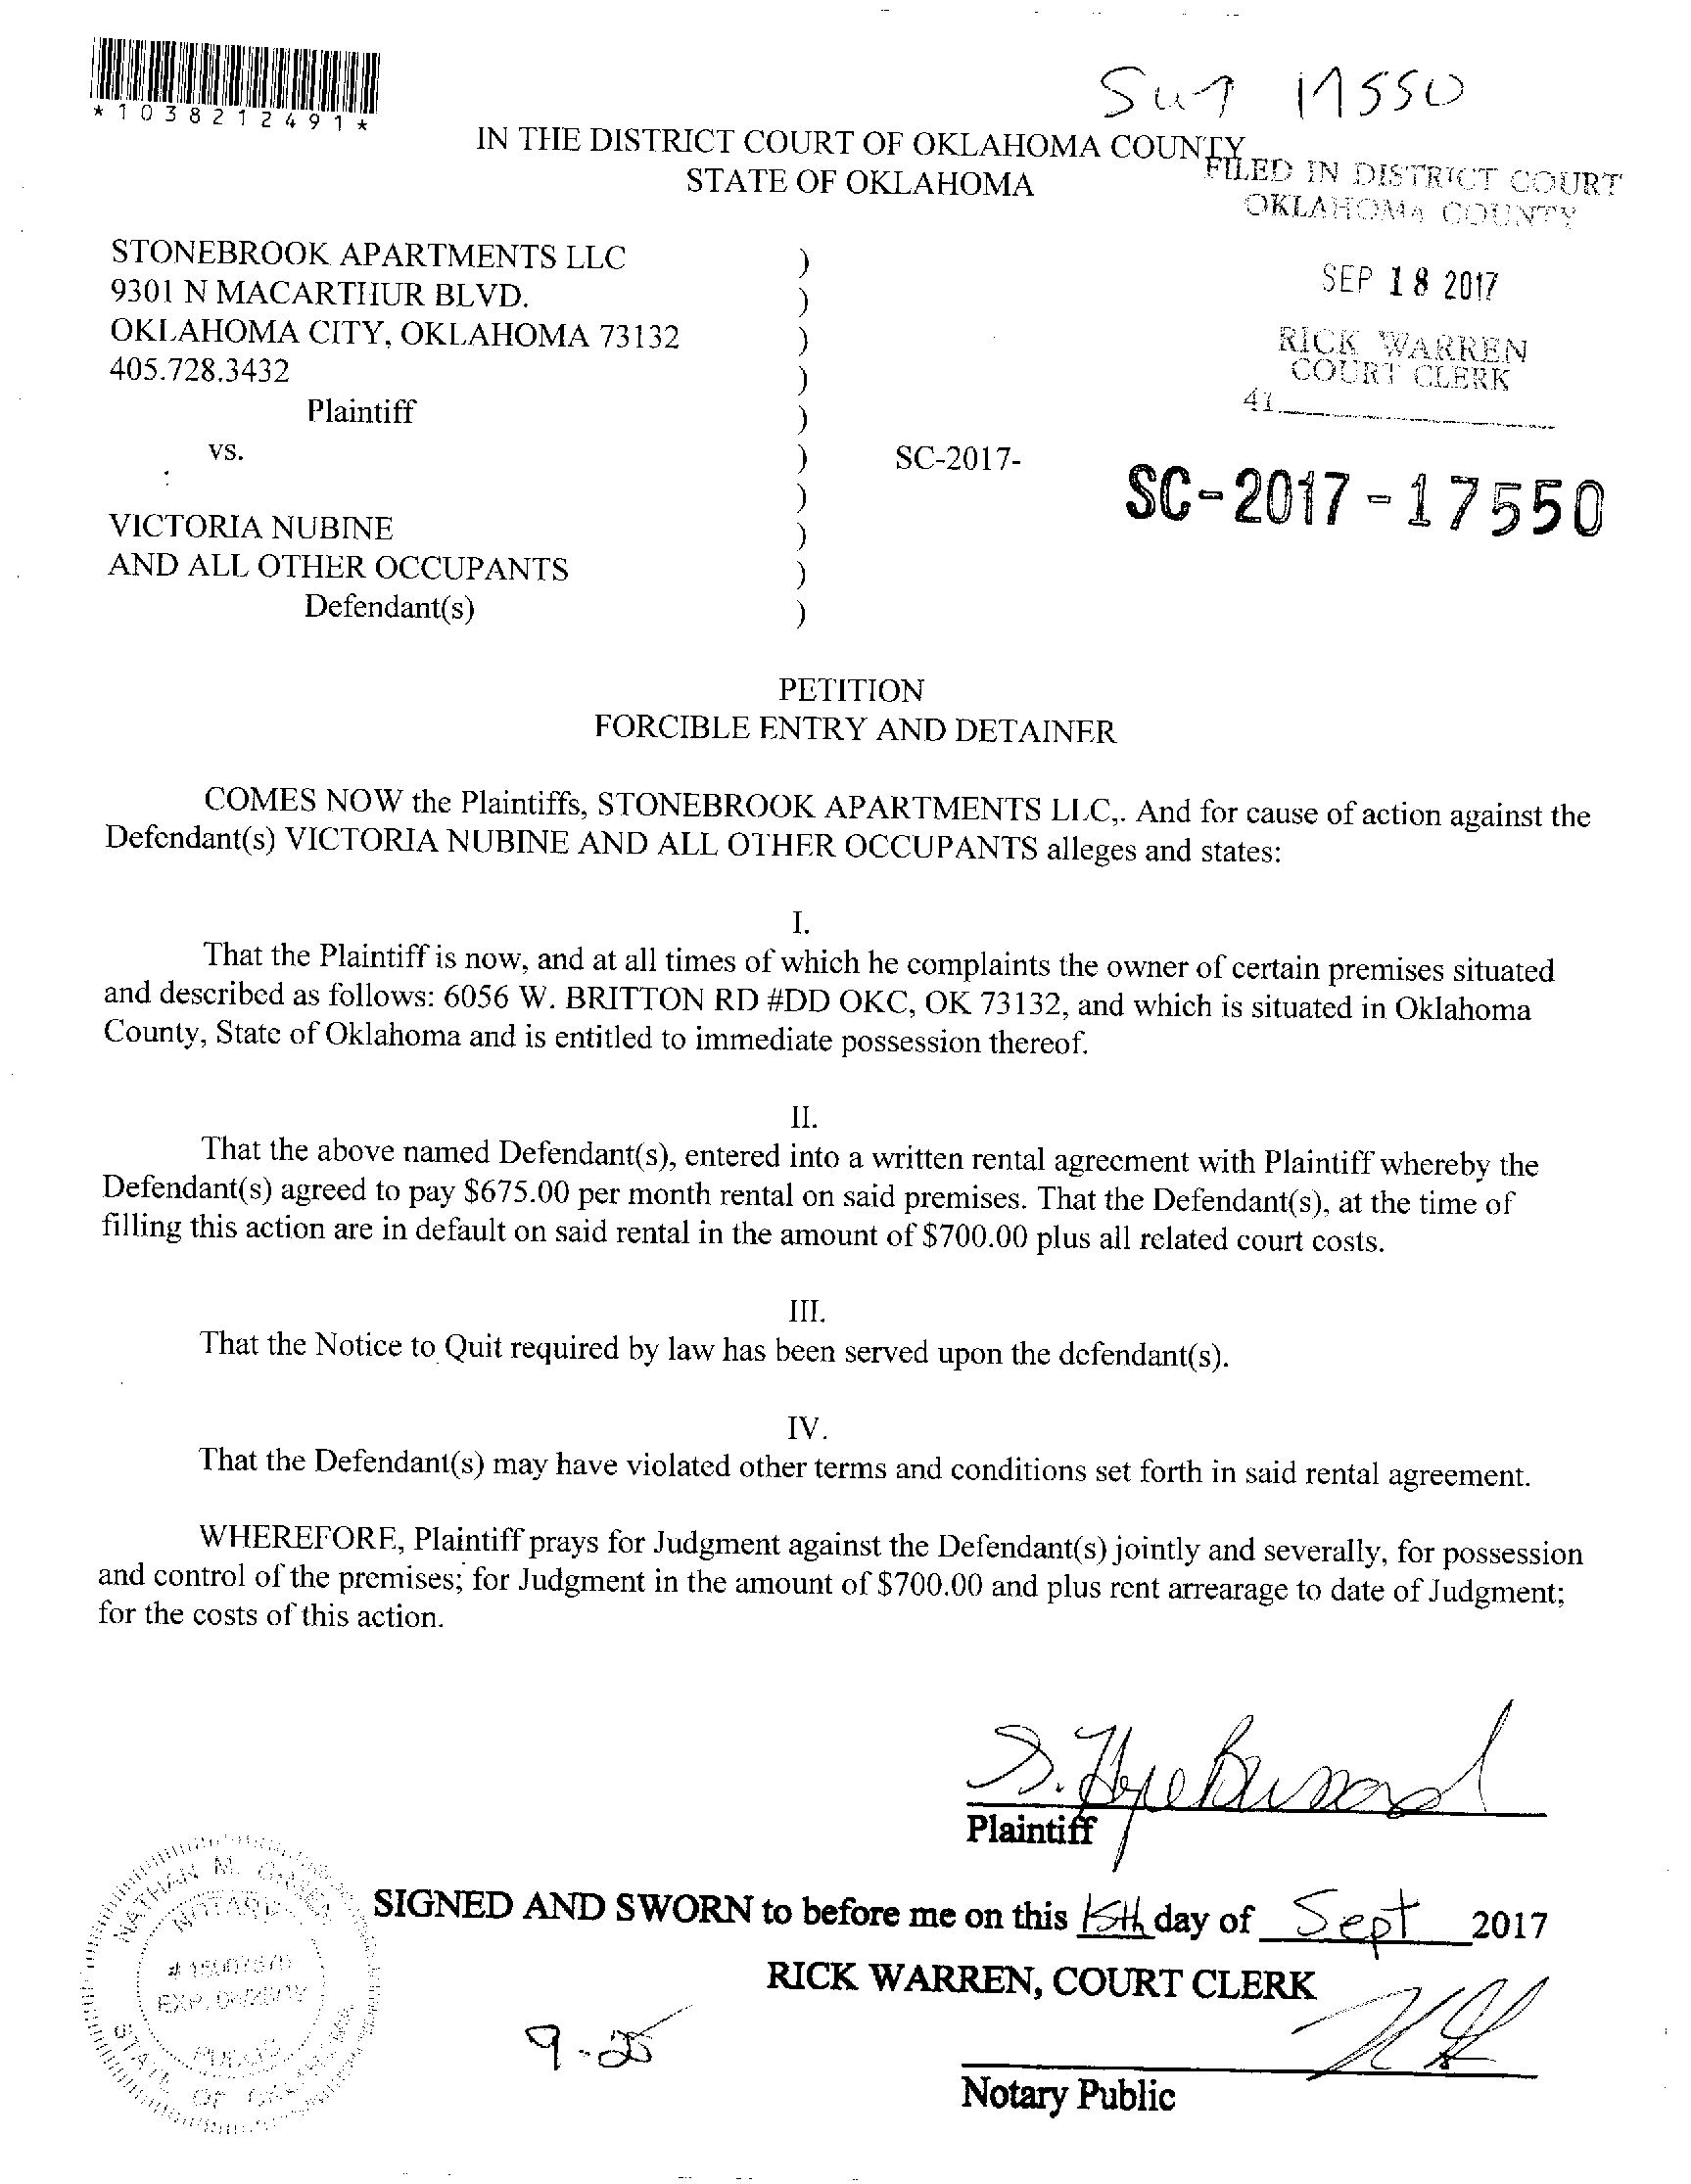 *1038212491*
17550
IN THE DISTRICT COURT OF OKLAHOMA COUNTY
STATE OF OKLAHOMA
FILED IN DISTRICT COURT
OKLAHOMA COUNTY
STONEBROOK APARTMENTS LLC )
9301 N MACARTHUR BLVD. )
SEP 18 2017
OKLAHOMA CITY, OKLAHOMA 73132 )
RICK WARREN
405.728.3432 )
COURT CLERK
41
Plaintiff )
vs. ) SC-2017-
SC-2017-17550
)
VICTORIA NUBINE )
AND ALL OTHER OCCUPANTS )
Defendant(s) )
PETITION
FORCIBLE ENTRY AND DETAINER
COMES NOW the Plaintiffs, STONEBROOK APARTMENTS LLC,. And for cause of action against the
Defendant(s) VICTORIA NUBINE AND ALL OTHER OCCUPANTS alleges and states:
I.
That the Plaintiff is now, and at all times of which he complaints the owner of certain premises situated
and described as follows: 6056 W. BRITTON RD #DD OKC, OK 73132, and which is situated in Oklahoma
County, State of Oklahoma and is entitled to immediate possession thereof.
II.
That the above named Defendant(s), entered into a written rental agreement with Plaintiff whereby the
Defendant(s) agreed to pay $675.00 per month rental on said premises. That the Defendant(s), at the time of
filling this action are in default on said rental in the amount of $700.00 plus all related court costs.
III.
That the Notice to Quit required by law has been served upon the defendant(s).
IV.
That the Defendant(s) may have violated other terms and conditions set forth in said rental agreement.
WHEREFORE, Plaintiff prays for Judgment against the Defendant(s) jointly and severally, for possession
and control of the premises; for Judgment in the amount of $700.00 and plus rent arrearage to date of Judgment;
for the costs of this action.
Plaintiff
NATHAN M.
NOTARY
EXP.
STATE OF
SIGNED AND SWORN to before me on this 15th day of Sept 2017
RICK WARREN, COURT CLERK
9-25
Notary Public